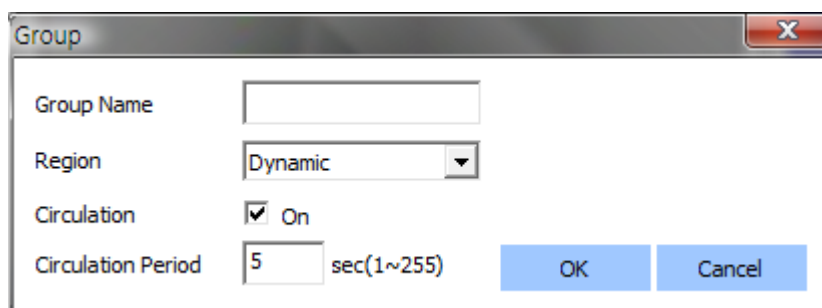 Group
Group Name
Region Dynamic
Circulation On
Circulation Period 5 sec(1~255) OK Cancel